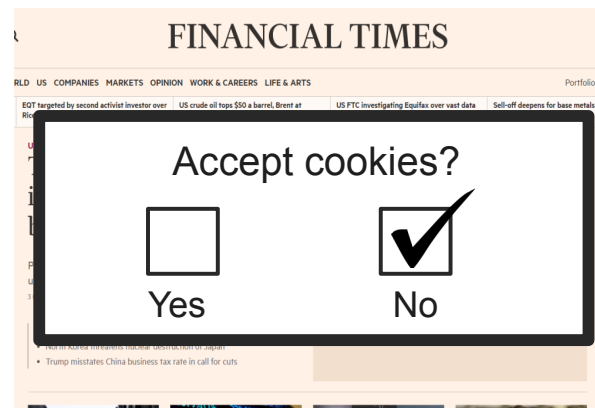 FINANCIAL TIMES
RLD US COMPANIES MARKETS OPINION WORK & CAREERS LIFE & ARTS Portfolio
EQT targeted by second activist investor over US crude oil tops $50 a barrel, Brent at US FTC investigating Equifax over vast data Sell-off deepens for base metals
Ric
Accept cookies?
Yes No
North Korea threatens nuclear destruction of Japan
• Trump misstates China business tax rate in call for cuts